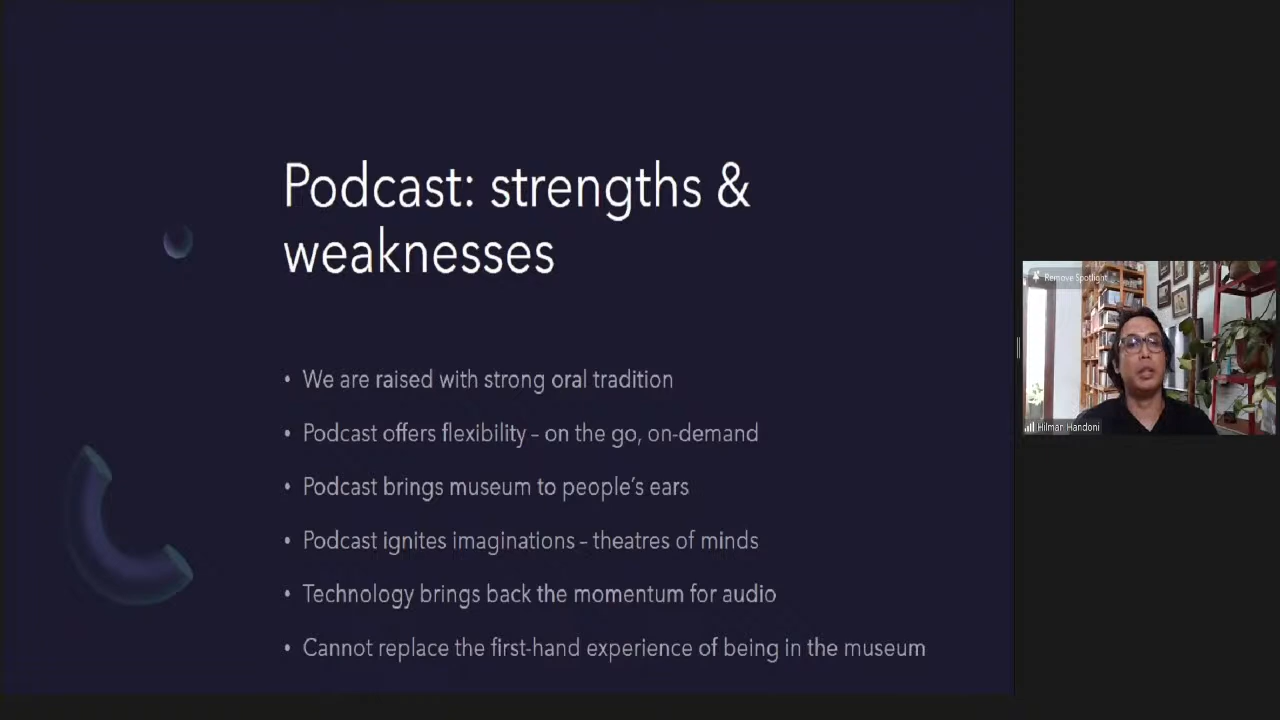 Podcast: strengths &
weaknesses
• We are raised with strong oral tradition
• Podcast offers flexibility – on the go, on-demand
• Podcast brings museum to people's ears
• Podcast ignites imaginations – theatres of minds
• Technology brings back the momentum for audio
• Cannot replace the first-hand experience of being in the museum
Remove Spotlight
Hilmar Handoni